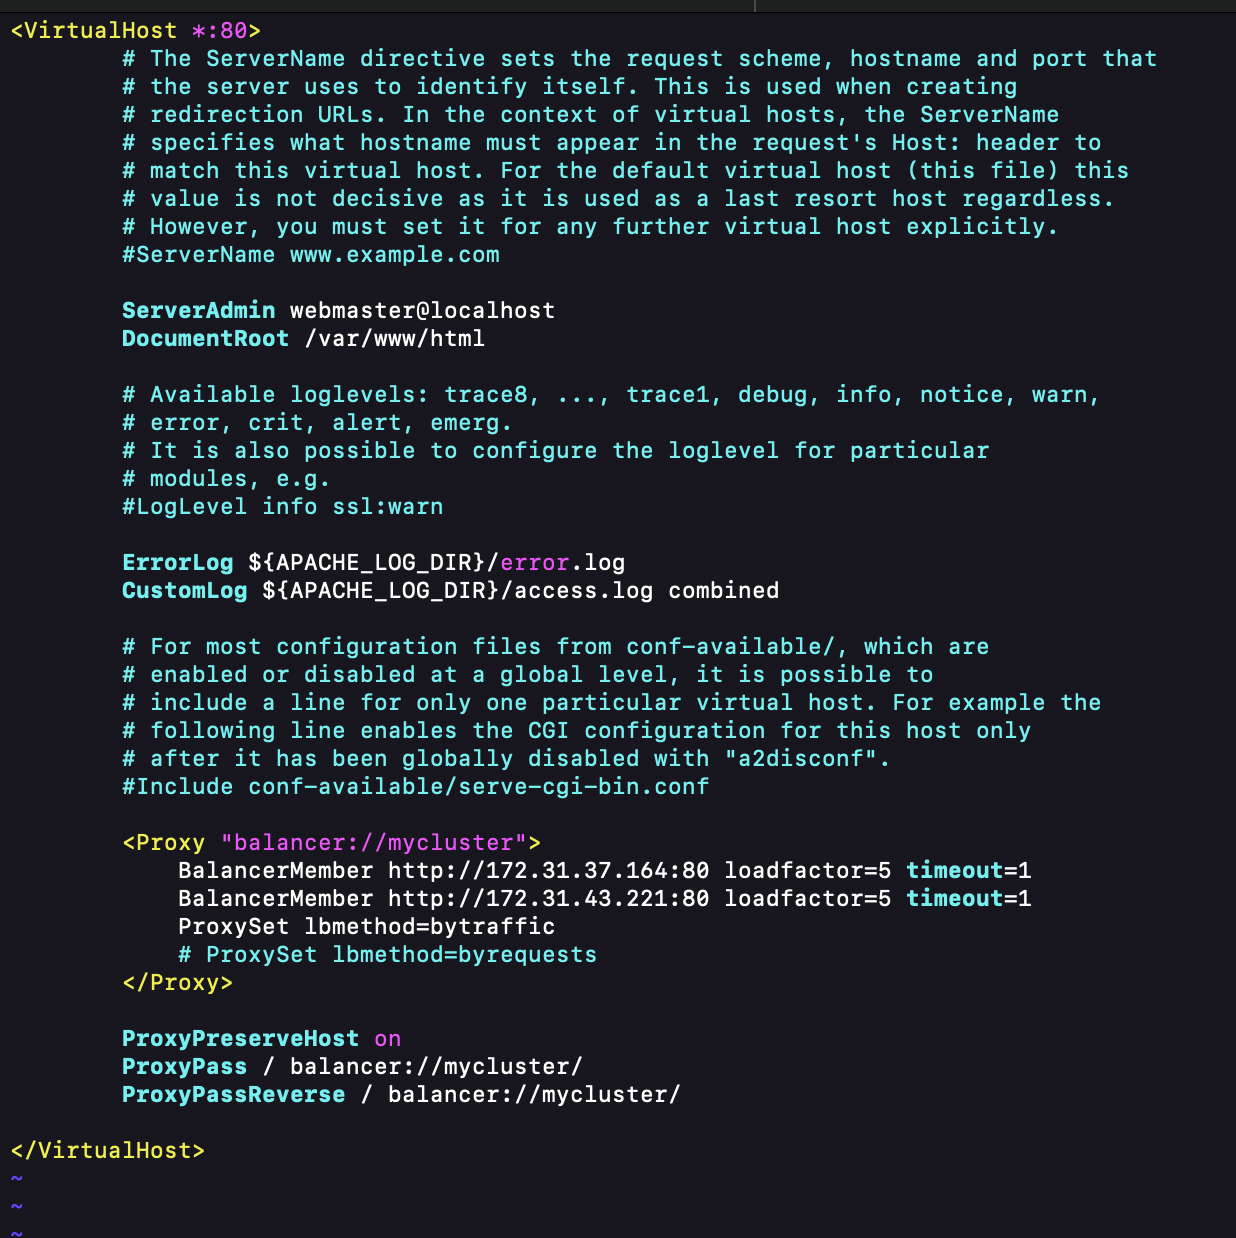 <VirtualHost *:80>
# The ServerName directive sets the request scheme, hostname and port that
# the server uses to identify itself. This is used when creating
# redirection URLs. In the context of virtual hosts, the ServerName
# specifies what hostname must appear in the request's Host: header to
# match this virtual host. For the default virtual host (this file) this
# value is not decisive as it is used as a last resort host regardless.
# However, you must set it for any further virtual host explicitly.
#ServerName www.example.com
ServerAdmin webmaster@localhost
DocumentRoot /var/www/html
# Available loglevels: trace8, ..., trace1, debug, info, notice, warn,
# error, crit, alert, emerg.
# It is also possible to configure the loglevel for particular
# modules, e.g.
#LogLevel info ssl:warn
ErrorLog ${APACHE_LOG_DIR}/error.log
CustomLog ${APACHE_LOG_DIR}/access.log combined
# For most configuration files from conf-available/, which are
# enabled or disabled at a global level, it is possible to
# include a line for only one particular virtual host. For example the
# following line enables the CGI configuration for this host only
# after it has been globally disabled with "a2disconf".
#Include conf-available/serve-cgi-bin.conf
<Proxy "balancer://mycluster">
BalancerMember http://172.31.37.164:80 loadfactor=5 timeout=1
BalancerMember http://172.31.43.221:80 loadfactor=5 timeout=1
ProxySet lbmethod=bytraffic
# ProxySet lbmethod=byrequests
</Proxy>
ProxyPreserveHost on
ProxyPass / balancer://mycluster/
ProxyPassReverse / balancer://mycluster/
</VirtualHost>
~
~
~